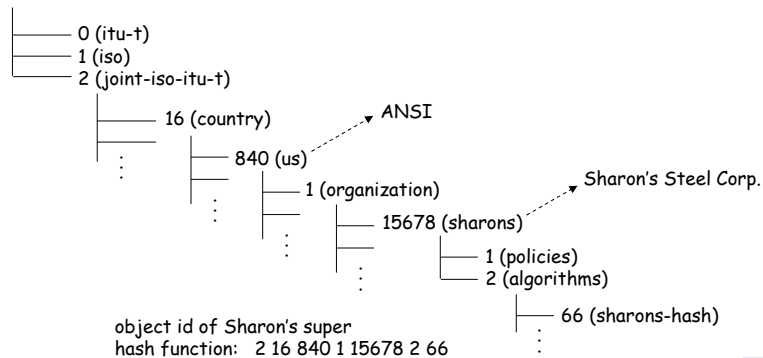 0 (itu-t)
1 (iso)
2 (joint-iso-itu-t)
16 (country)
ANSI
840 (us)
1 (organization)
Sharon's Steel Corp.
15678 (sharons)
1 (policies)
2 (algorithms)
66 (sharons-hash)
object id of Sharon's super
hash function: 2 16 840 1 15678 2 66